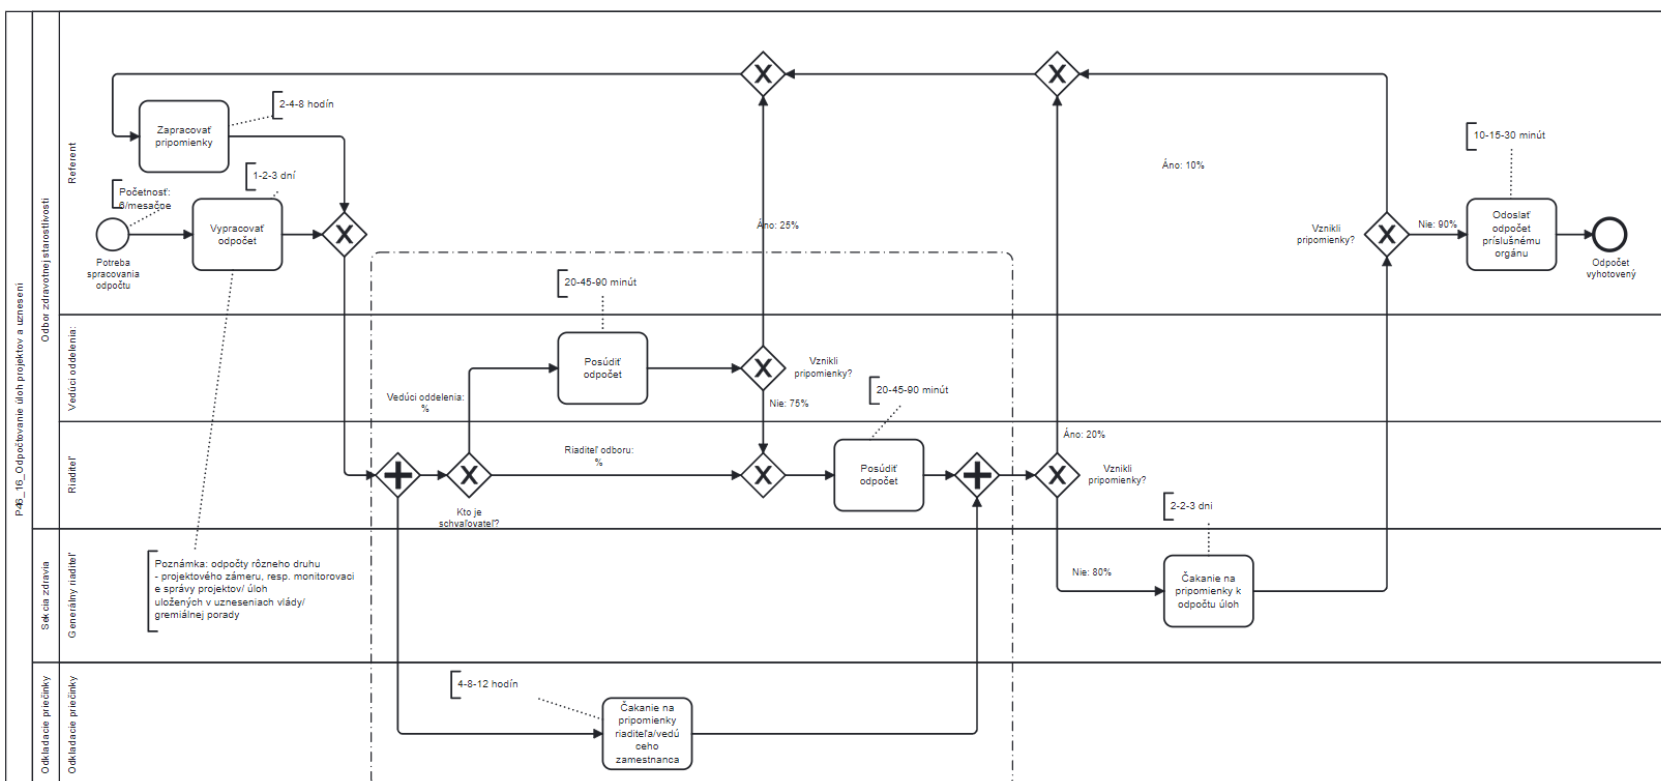 P46_16_Odpočtovanie úloh projektov a uznesení
Odbor zdravotnej starostlivosti
Referent
Vedúci oddelenia:
Riaditeľ
Sekcia zdravia
Generálny riaditeľ
Odkladacie priečinky
Odkladacie priečinky
2-4-8 hodín
Zapracovať
pripomienky
1-2-3 dní
Početnosť:
6/mesačne
Vypracovať
odpočet
Potreba
spracovania
odpočtu
Áno: 25%
Áno: 10%
10-15-30 minút
Vznikli
pripomienky?
Nie: 90%
Odoslať
odpočet
príslušnému
orgánu
Odpočet
vyhotovený
20-45-90 minút
Posúdiť
odpočet
Vznikli
pripomienky?
Vedúci oddelenia:
%
Nie: 75%
20-45-90 minút
Riaditeľ odboru:
%
Kto je
schvaľovateľ?
Posúdiť
odpočet
Áno: 20%
Vznikli
pripomienky?
2-2-3 dni
Nie: 80%
Čakanie na
pripomienky k
odpočtu úloh
Poznámka: odpočty rôzneho druhu
- projektového zámeru, resp. monitorovaci
e správy projektov/ úloh
uložených v uzneseniach vlády/
gremiálnej porady
4-8-12 hodín
Čakanie na
pripomienky
riaditeľa/vedú
ceho
zamestnanca